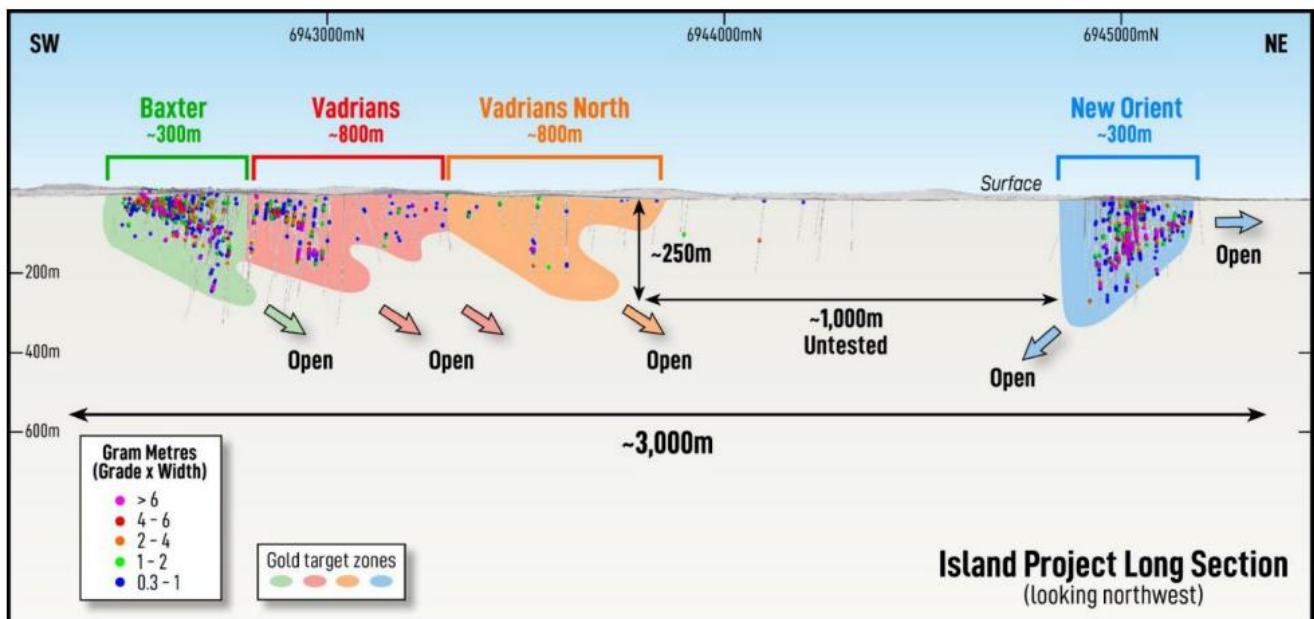 SW
6943000mN
6944000mN
6945000mN
NE
Baxter
~300m
Vadrians
~800m
Vadrians North
~800m
New Orient
~300m
Surface
~250m
Open
200m
~1,000m
Untested
Open
Open
Open
Open
400m
600m
~3,000m
Gram Metres
(Grade x Width)
> 6
4 - 6
2 - 4
1 - 2
0.3 - 1
Gold target zones
Island Project Long Section
(looking northwest)